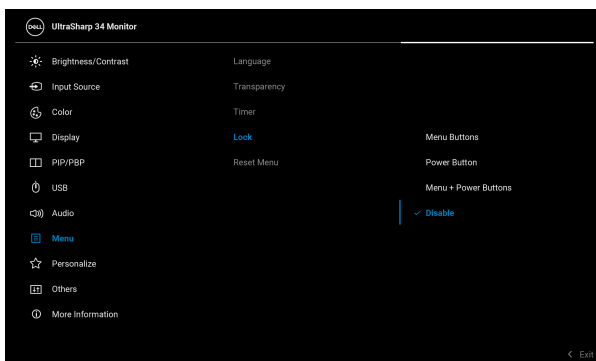 DELL UltraSharp 34 Monitor
Brightness/Contrast Language
Input Source Transparency
Color Timer
Display Lock Menu Buttons
PIP/PBP Reset Menu Power Button
USB Menu + Power Buttons
Audio Disable
Menu
Personalize
Others
More Information
Exit